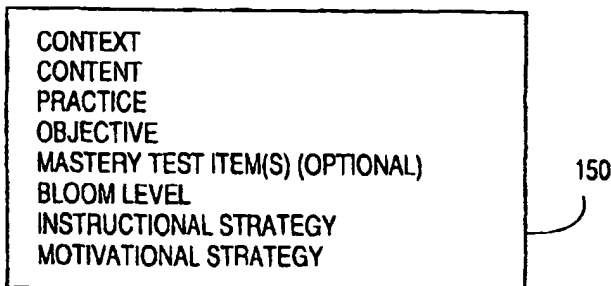 CONTEXT
CONTENT
PRACTICE
OBJECTIVE
MASTERY TEST ITEM(S) (OPTIONAL)
BLOOM LEVEL
INSTRUCTIONAL STRATEGY
MOTIVATIONAL STRATEGY
150